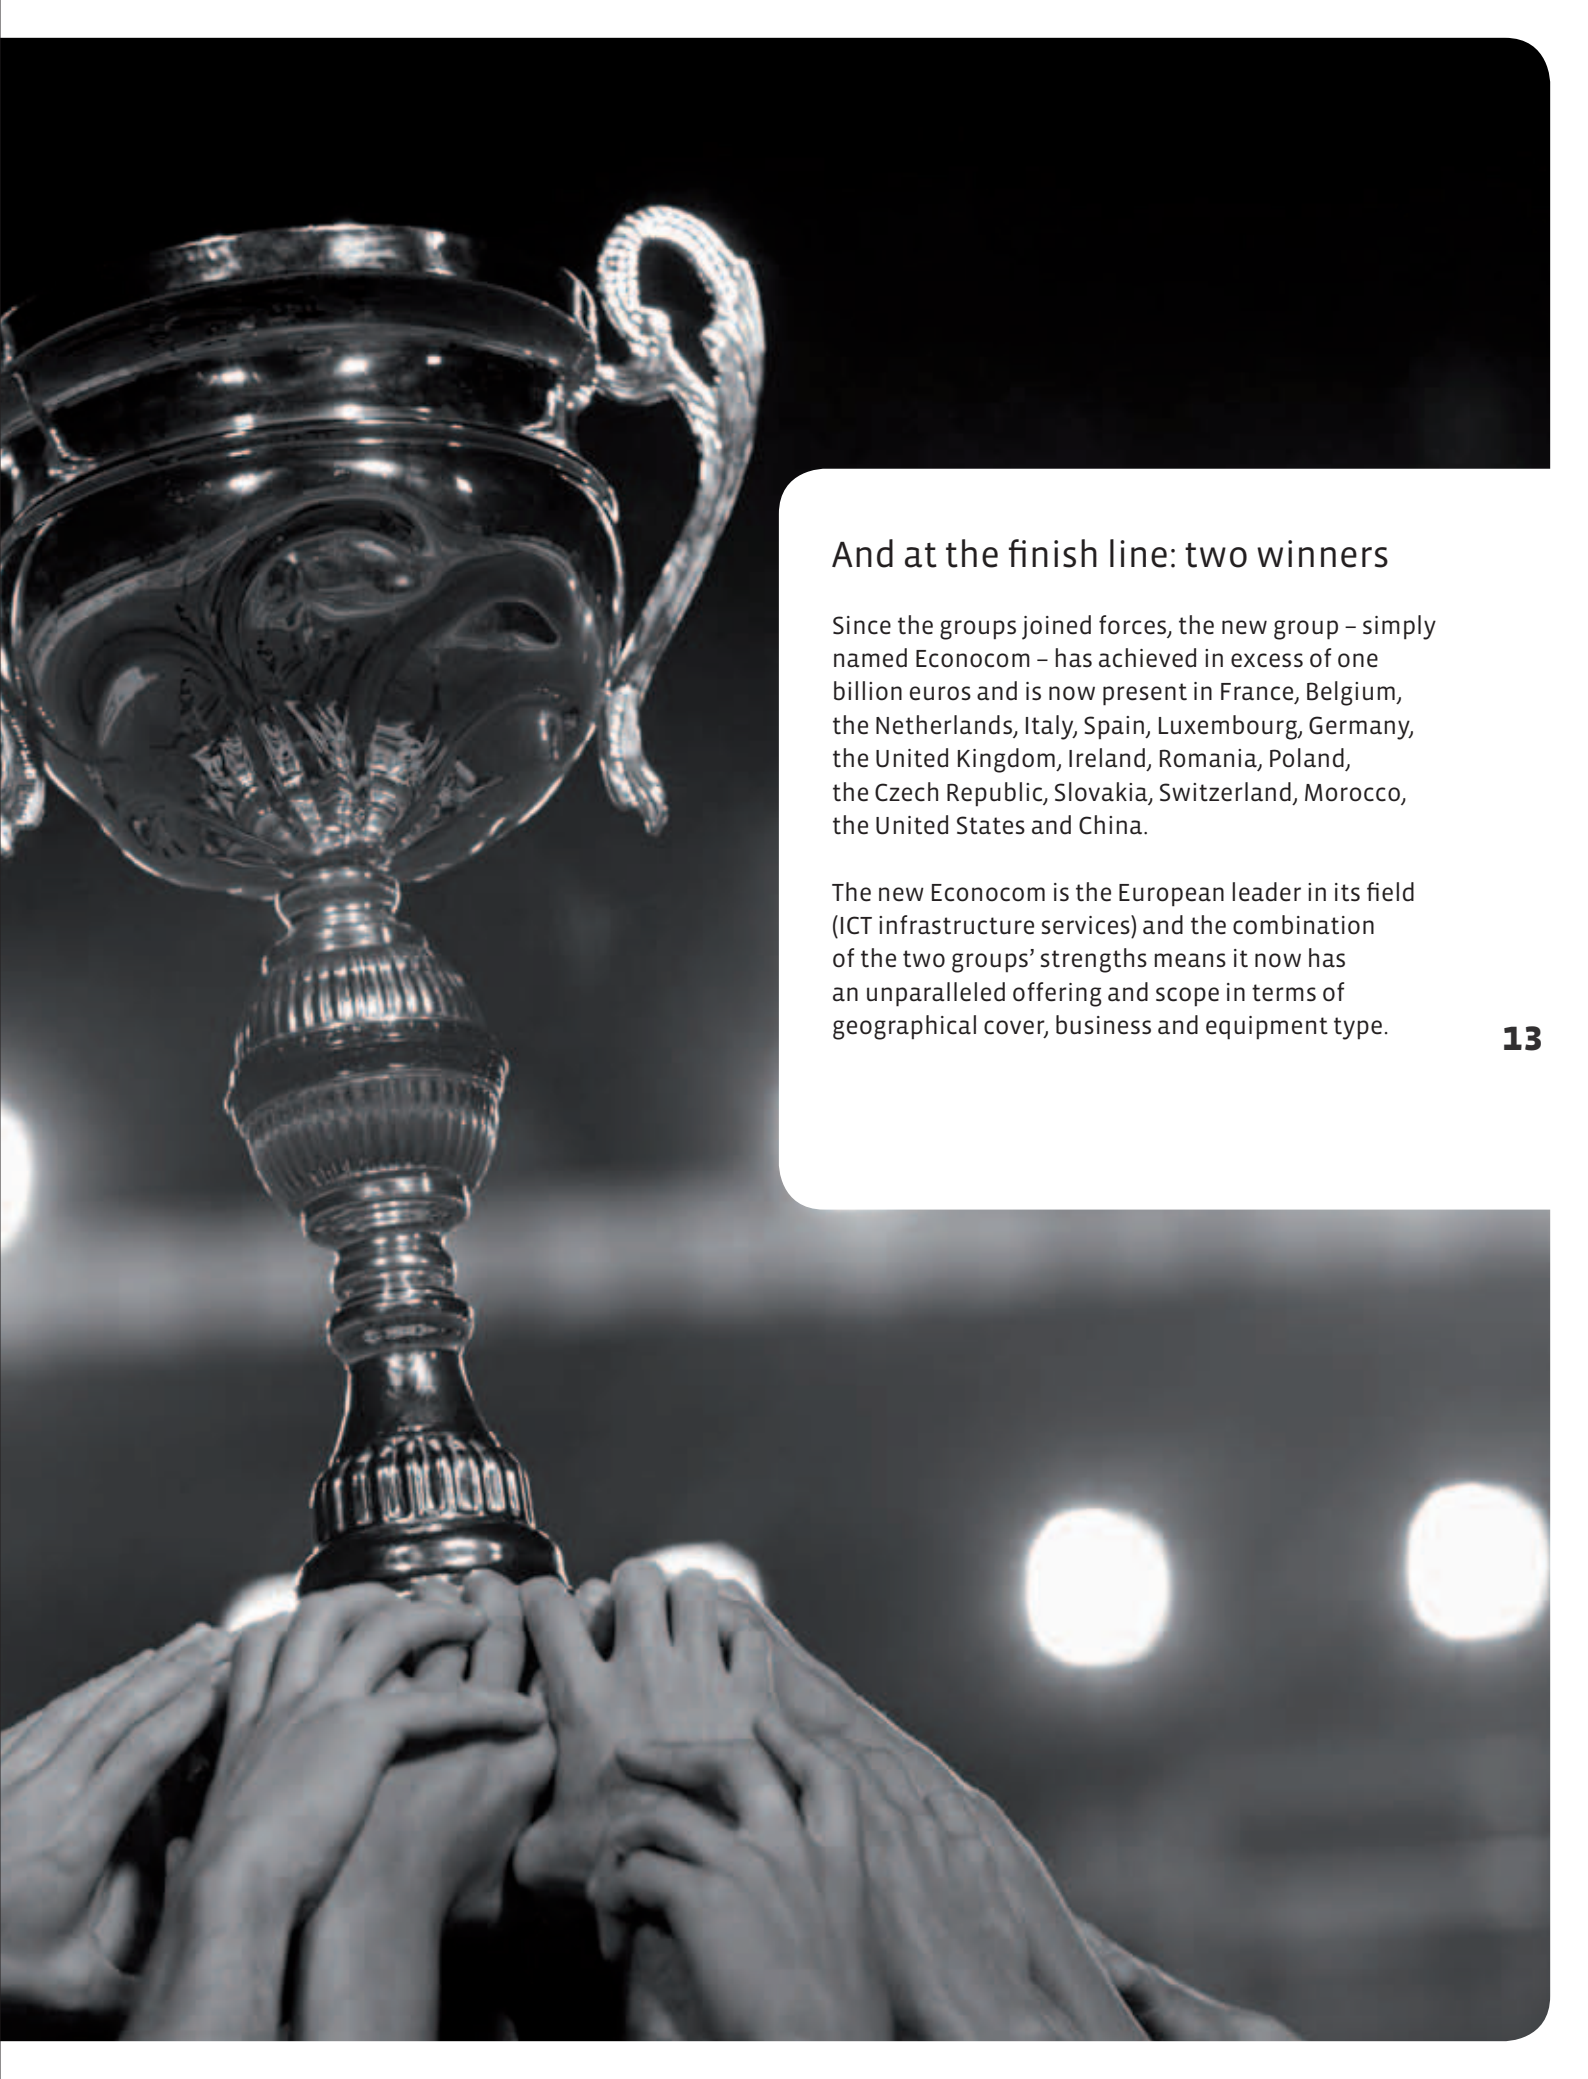 And at the finish line: two winners
Since the groups joined forces, the new group – simply
named Econocom – has achieved in excess of one
billion euros and is now present in France, Belgium,
the Netherlands, Italy, Spain, Luxembourg, Germany,
the United Kingdom, Ireland, Romania, Poland,
the Czech Republic, Slovakia, Switzerland, Morocco,
the United States and China.
The new Econocom is the European leader in its field
(ICT infrastructure services) and the combination
of the two groups’ strengths means it now has
an unparalleled offering and scope in terms of
geographical cover, business and equipment type.
13